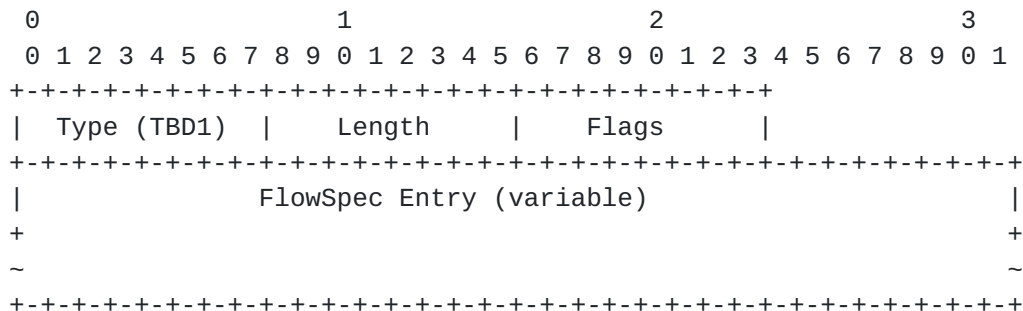 0                   1                   2                   3
 0 1 2 3 4 5 6 7 8 9 0 1 2 3 4 5 6 7 8 9 0 1 2 3 4 5 6 7 8 9 0 1
+-+-+-+-+-+-+-+-+-+-+-+-+-+-+-+-+-+-+-+-+-+-+-+-+
|  Type (TBD1)  |    Length     |    Flags      |
+-+-+-+-+-+-+-+-+-+-+-+-+-+-+-+-+-+-+-+-+-+-+-+-+-+-+-+-+-+-+-+-+
|               FlowSpec Entry (variable)                       |
+                                                               +
~                                                               ~
+-+-+-+-+-+-+-+-+-+-+-+-+-+-+-+-+-+-+-+-+-+-+-+-+-+-+-+-+-+-+-+-+